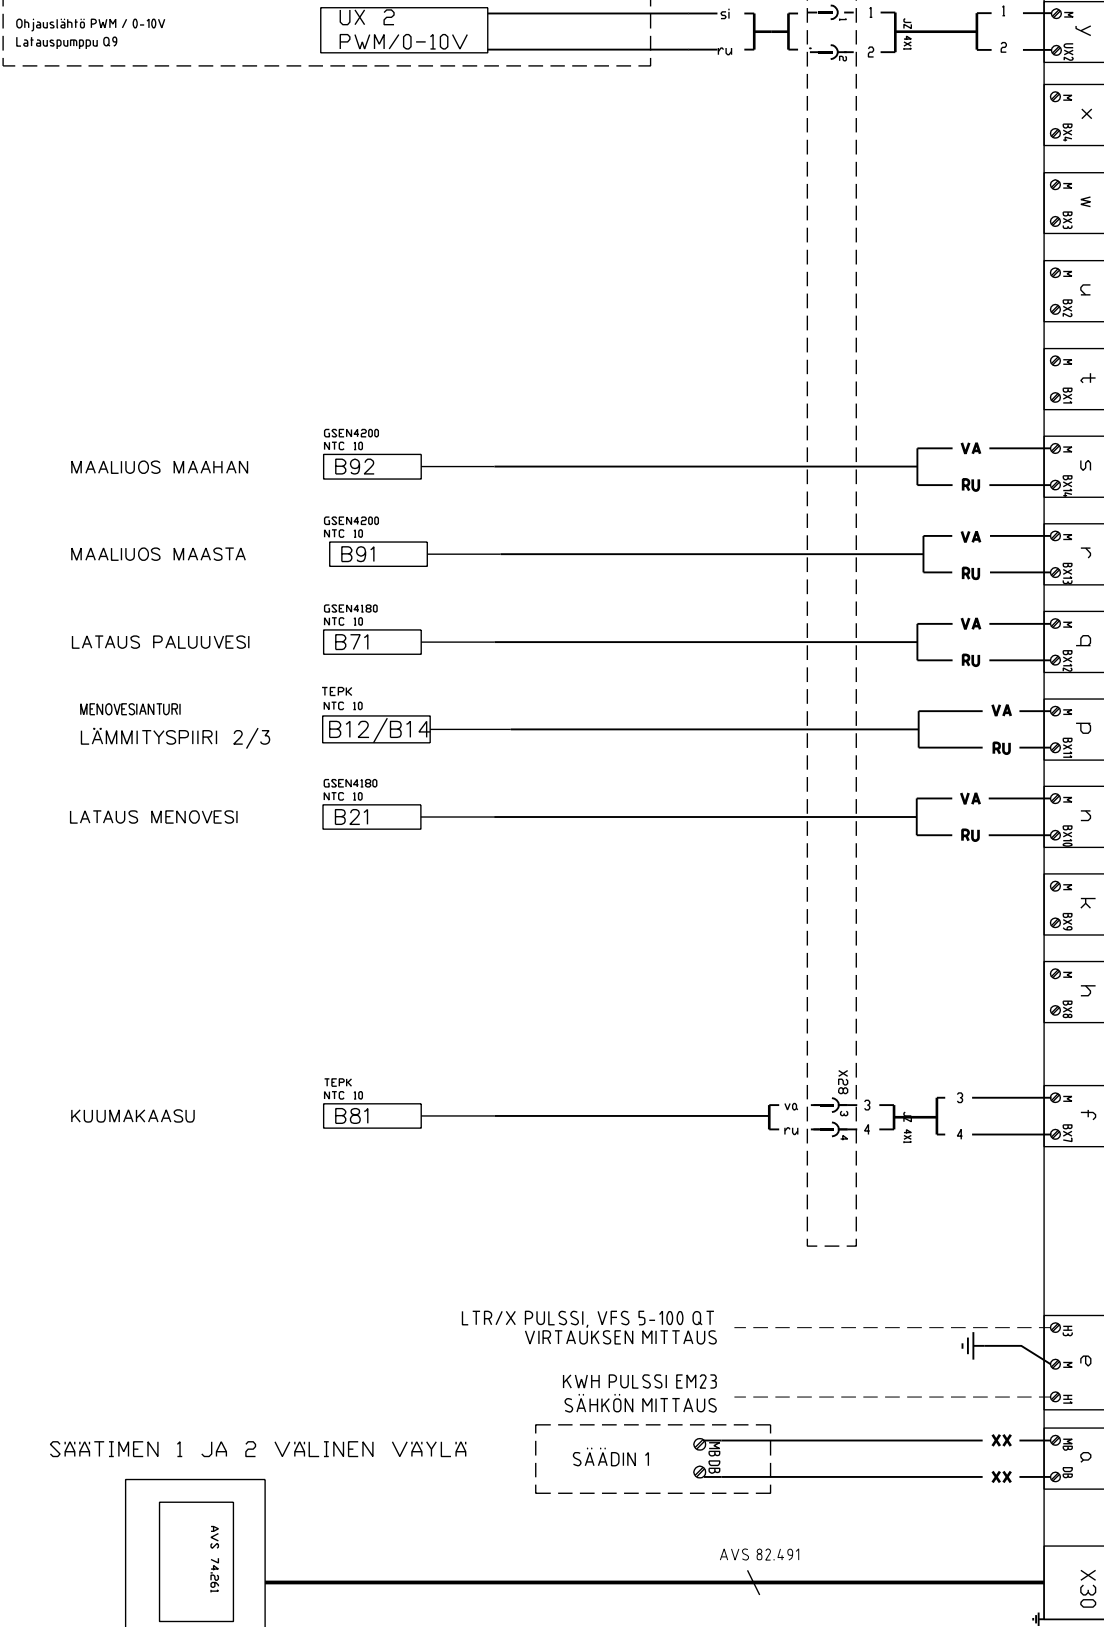 Ohjauslähtö PWM / 0-10V
Latauspumppu Q9
UX 2
PWM/0-10V
si
ru
1
2
1
2
JZ 4X1
1
2
M
UX2
y
M
BX4
x
M
BX3
w
M
BX2
u
M
BX1
t
MAALIUOS MAAHAN
GSEN4200
NTC 10
B92
VA
RU
M
BX14
s
MAALIUOS MAASTA
GSEN4200
NTC 10
B91
VA
RU
M
BX13
r
LATAUS PALUUVESI
GSEN4180
NTC 10
B71
VA
RU
M
BX12
q
MENOVESIANTURI
LÄMMITYSPIIRI 2/3
TEPK
NTC 10
B12/B14
VA
RU
M
BX11
p
LATAUS MENOVESI
GSEN4180
NTC 10
B21
VA
RU
M
BX10
n
M
BX9
k
M
BX8
h
KUUMAKAASU
TEPK
NTC 10
B81
va
ru
X28
3
4
3
4
JZ 4X1
3
4
M
BX7
f
LTR/X PULSSI, VFS 5-100 QT
VIRTAUKSEN MITTAUS
H3
M
e
KWH PULSSI EM23
SÄHKÖN MITTAUS
H1
SÄÄTIMEN 1 JA 2 VÄLINEN VÄYLÄ
SÄÄDIN 1
MB DB
XX
XX
MB
DB
a
AVS 74.261
AVS 82.491
X30